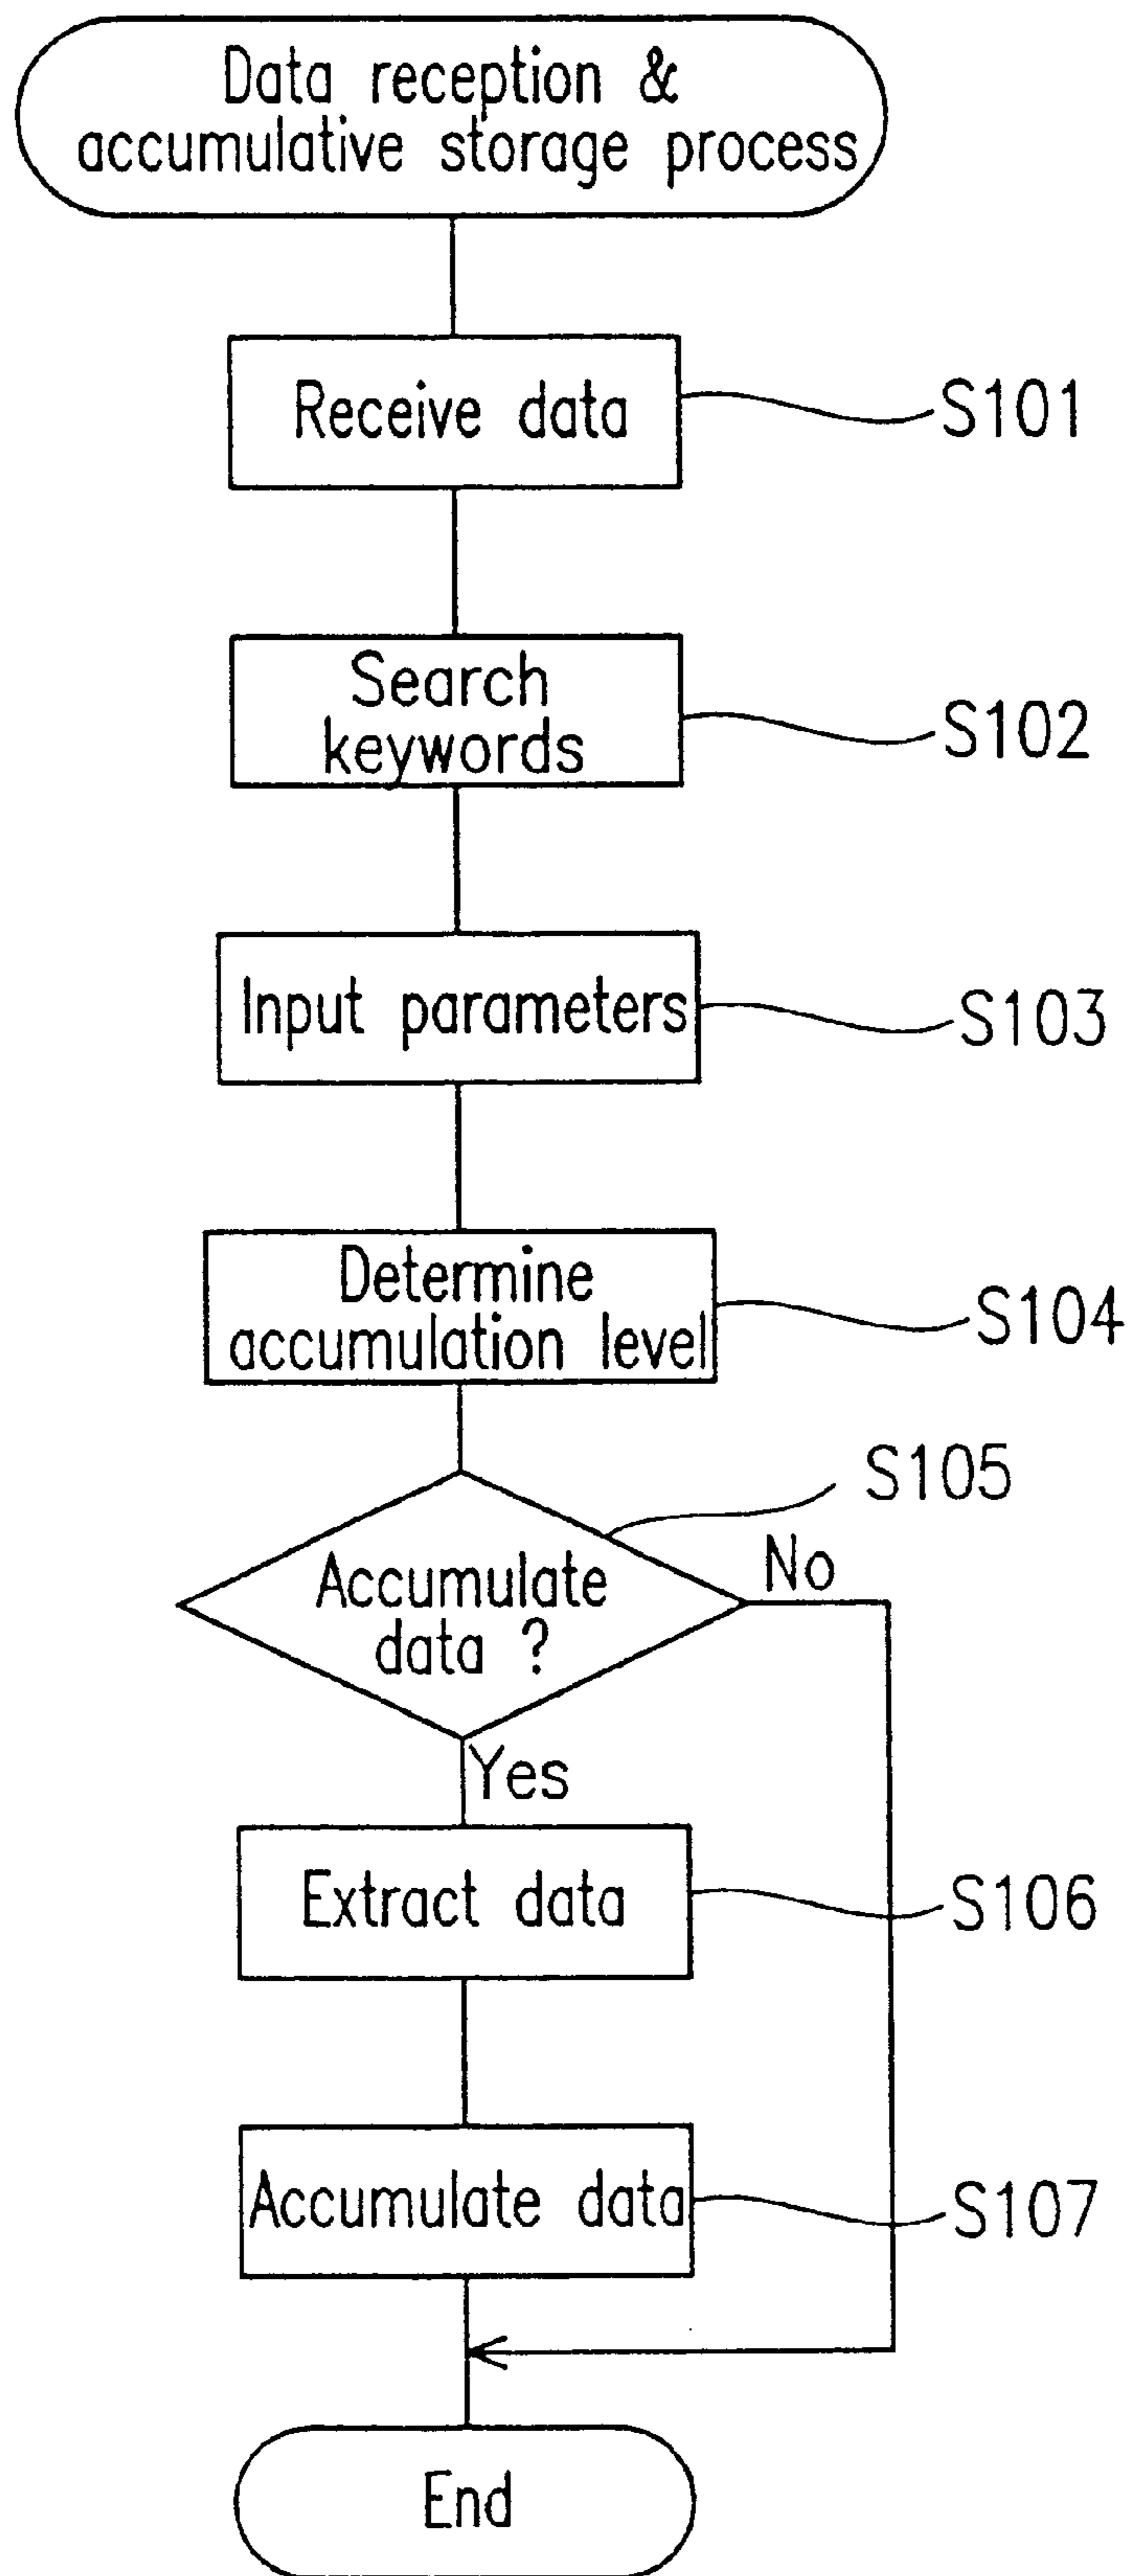 Data reception &
accumulative storage process
Receive data
S101
Search
keywords
S102
Input parameters
S103
Determine
accumulation level
S104
S105
Accumulate
data ?
No
Yes
Extract data
S106
Accumulate data
S107
End